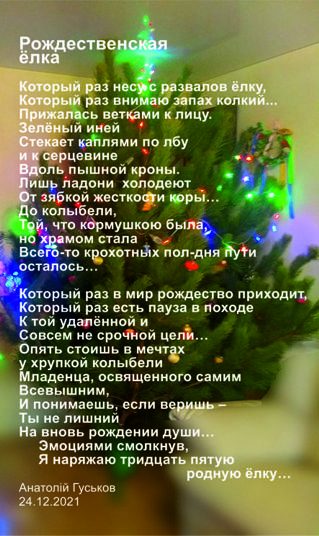 Рождественская
ёлка
Который раз несу с развалов ёлку,
Который раз внимаю запах колкий...
Прижалась ветками к лицу.
Зелёный иней
Стекает каплями по лбу
и к серцевине
Вдоль пышной кроны.
Лишь ладони холодеют
От зябкой жесткости коры...
До колыбели,
Той, что кормушкою была,
но храмом стала
Всего-то крохотных пол-дня пути
осталось...
Который раз в мир рождество приходит,
Который раз есть пауза в походе
К той удалённой и
Совсем не срочной цели...
Опять стоишь в мечтах
у хрупкой колыбели
Младенца, освященного самим
Всевышним,
И понимаешь, если веришь –
Ты не лишний
На вновь рождении души...
Эмоциями смолкнув,
Я наряжаю тридцать пятую
родную ёлку...
Анатолій Гуськов
24.12.2021